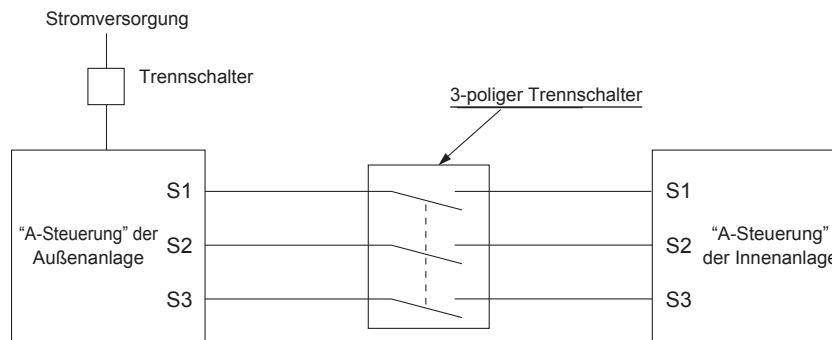 Stromversorgung
Trennschalter
3-poliger Trennschalter
S1
S1
“A-Steuerung” der
Außenanlage
S2
S2
“A-Steuerung”
der Innenanlage
S3
S3